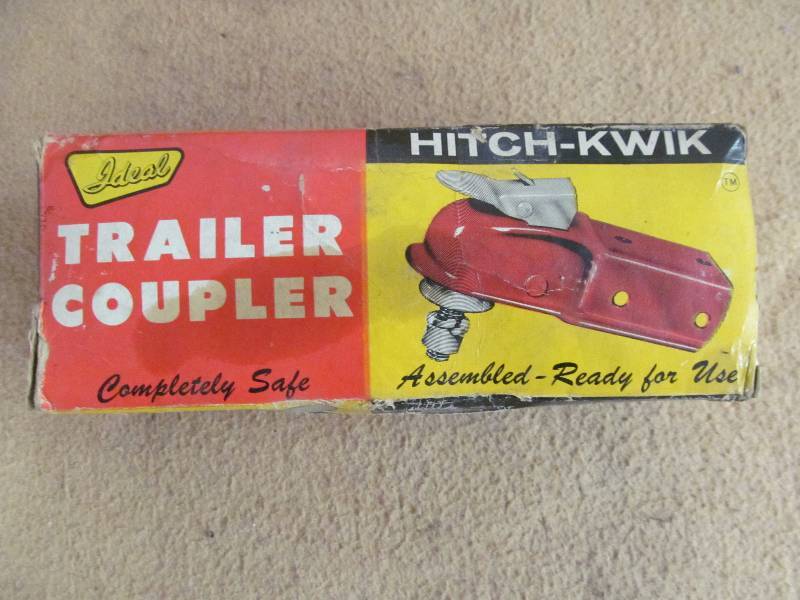 Ideal
TRAILER
COUPLER
Completely Safe
HITCH-KWIK
TM
Assembled - Ready for Use